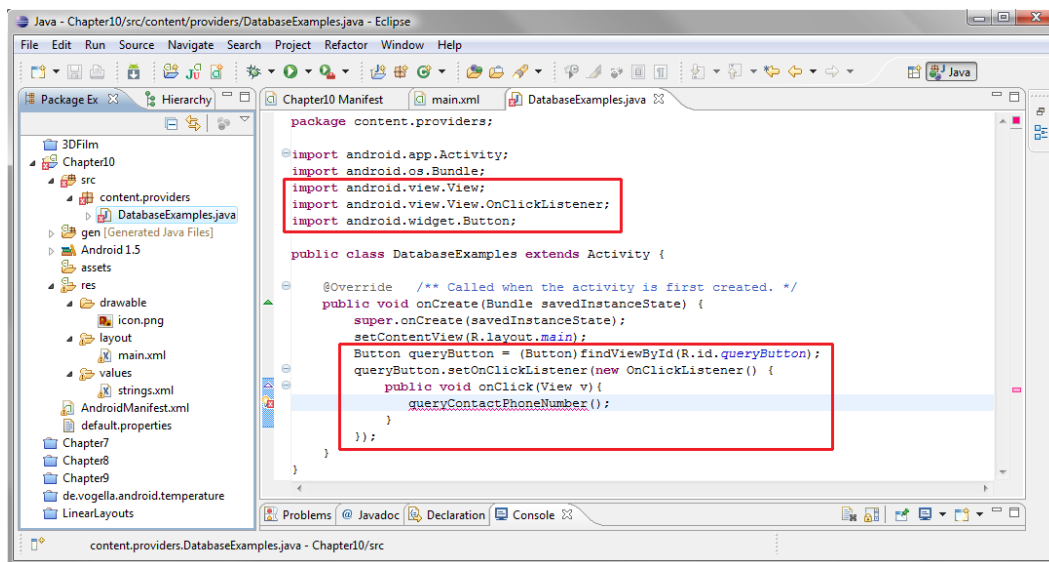 Java - Chapter10/src/content/providers/DatabaseExamples.java - Eclipse
File Edit Run Source Navigate Search Project Refactor Window Help
Java
Package Ex
Hierarchy
3DFilm
Chapter10
src
content.providers
DatabaseExamples.java
gen [Generated Java Files]
Android 1.5
assets
res
drawable
icon.png
layout
main.xml
values
strings.xml
AndroidManifest.xml
default.properties
Chapter7
Chapter8
Chapter9
de.vogella.android.temperature
LinearLayouts
Chapter10 Manifest
main.xml
DatabaseExamples.java
package content.providers;
import android.app.Activity;
import android.os.Bundle;
import android.view.View;
import android.view.View.OnClickListener;
import android.widget.Button;
public class DatabaseExamples extends Activity {
@Override /** Called when the activity is first created. */
public void onCreate(Bundle savedInstanceState) {
super.onCreate(savedInstanceState);
setContentView(R.layout.main);
Button queryButton = (Button)findViewById(R.id.queryButton);
queryButton.setOnClickListener(new OnClickListener() {
public void onClick(View v){
queryContactPhoneNumber();
}
});
}
}
Problems @ Javadoc Declaration Console
content.providers.DatabaseExamples.java - Chapter10/src